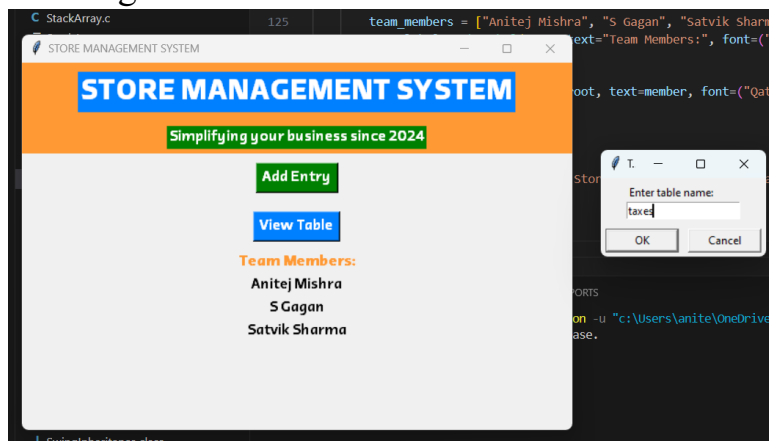 StackArray.c
125
team_members = ["Anitej Mishra", "S Gagan", "Satvik Sharm
STORE MANAGEMENT SYSTEM
text="Team Members:", font=("
STORE MANAGEMENT SYSTEM
root, text=member, font=("Qat
Simplifying your business since 2024
Add Entry
Stor
T.
Enter table name:
taxes
OK
Cancel
View Table
Team Members:
Anitej Mishra
S Gagan
Satvik Sharma
PORTS
on -u "c:\Users\anite\OneDrive
ase.